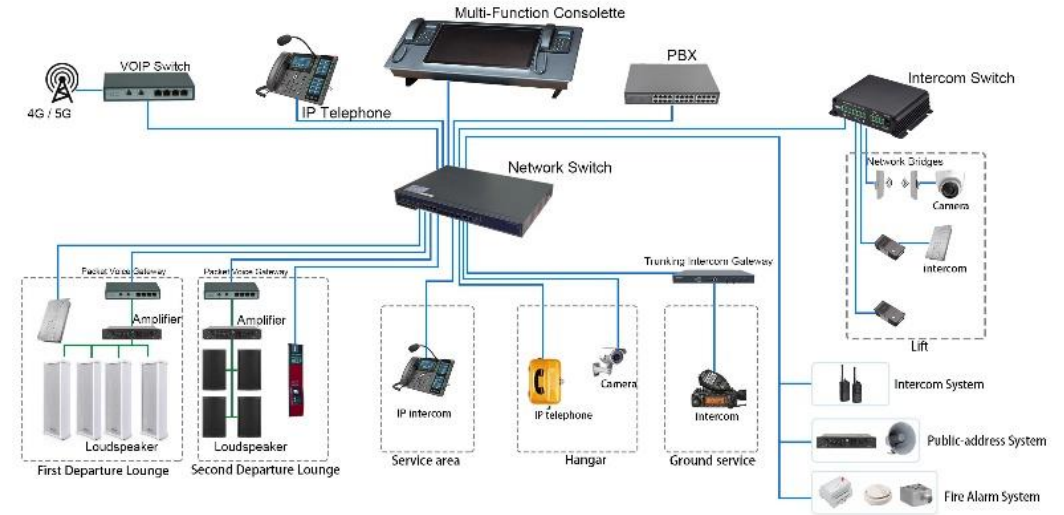 Multi-Function Consolette
VOIP Switch
PBX
Intercom Switch
4G / 5G
IP Telephone
Network Switch
Network Bridges
Camera
intercom
Lift
Packet Voice Gateway
Packet Voice Gateway
Trunking Intercom Gateway
Amplifier
Amplifier
Loudspeaker
Loudspeaker
First Departure Lounge
Second Departure Lounge
IP intercom
Service area
IP telephone
Camera
Hangar
Intercom
Ground service
Intercom System
Public-address System
Fire Alarm System